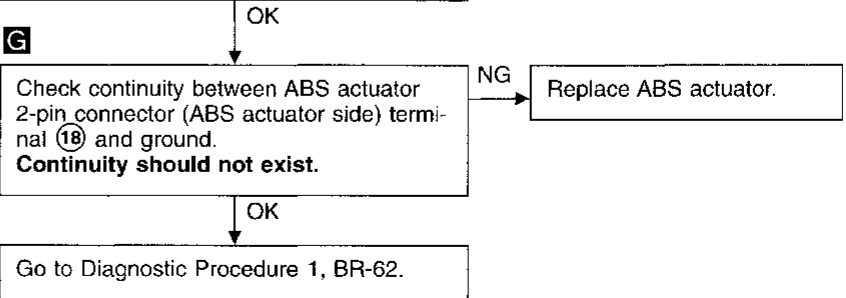 OK
G
Check continuity between ABS actuator
2-pin connector (ABS actuator side) termi-
nal 18 and ground.
Continuity should not exist.
NG
Replace ABS actuator.
OK
Go to Diagnostic Procedure 1, BR-62.